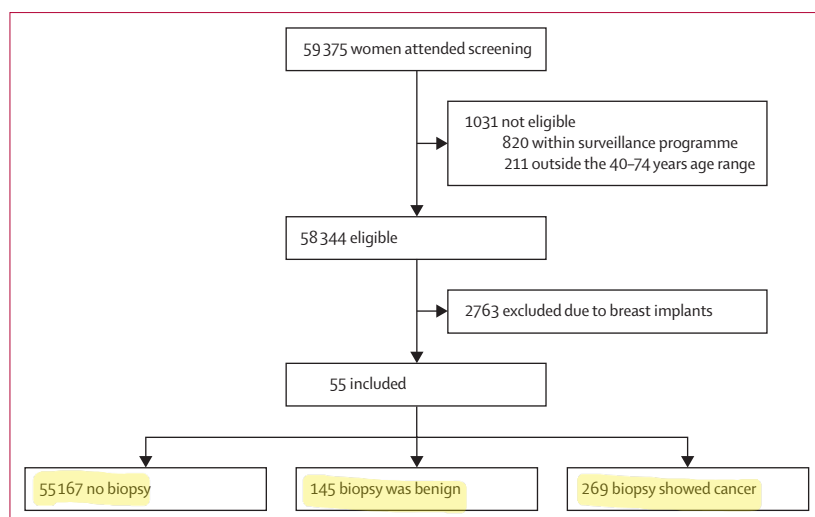 59 375 women attended screening
1031 not eligible
820 within surveillance programme
211 outside the 40–74 years age range
58 344 eligible
2763 excluded due to breast implants
55 included
55 167 no biopsy
145 biopsy was benign
269 biopsy showed cancer